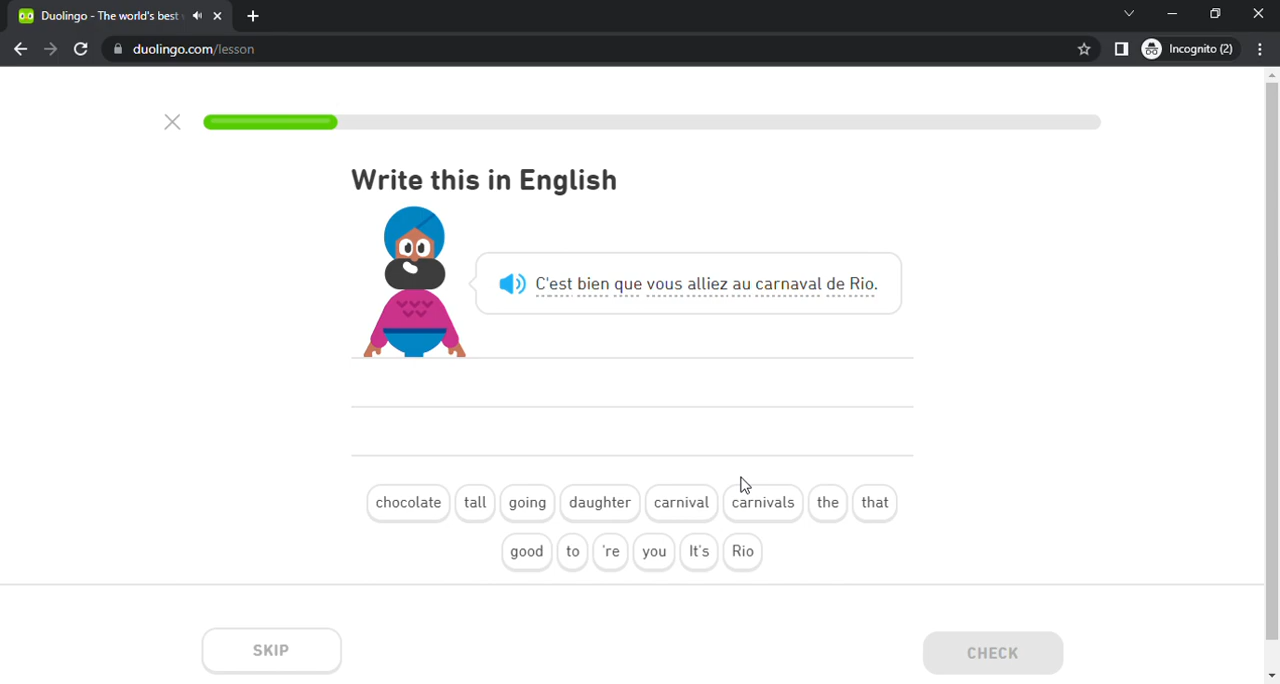 Duolingo - The world's best
duolingo.com/lesson
Incognito (2)
Write this in English
C'est bien que vous alliez au carnaval de Rio.
chocolate tall going daughter carnival carnivals the that
good to 're you It's Rio
SKIP CHECK